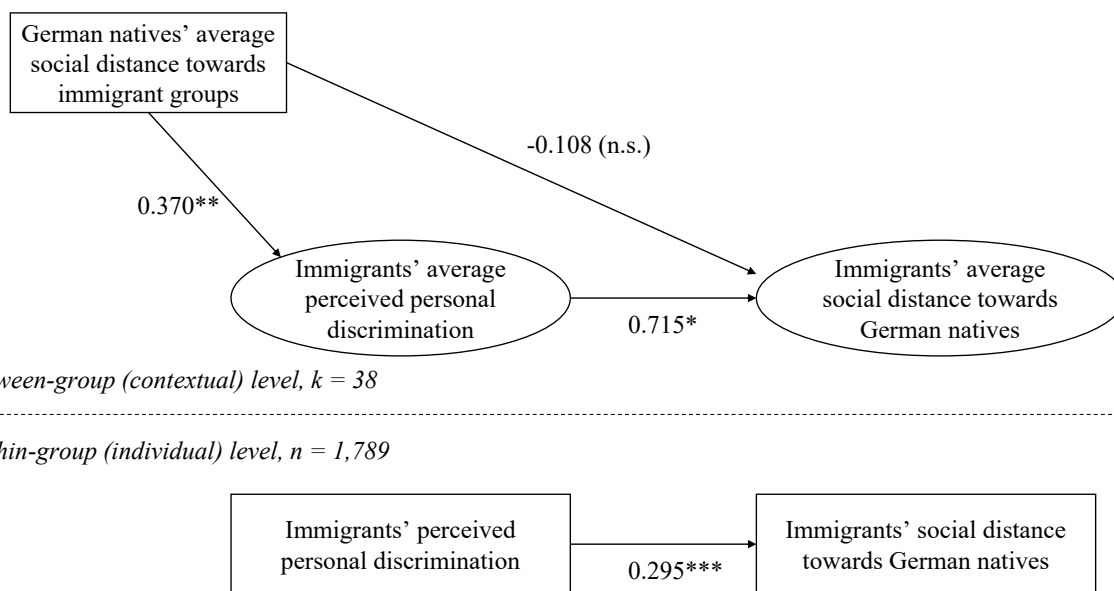 German natives’ average
social distance towards
immigrant groups
-0.108 (n.s.)
0.370**
Immigrants’ average
perceived personal
discrimination
0.715*
Immigrants’ average
social distance towards
German natives
ween-group (contextual) level, k = 38
hin-group (individual) level, n = 1,789
Immigrants’ perceived
personal discrimination
0.295***
Immigrants’ social distance
towards German natives